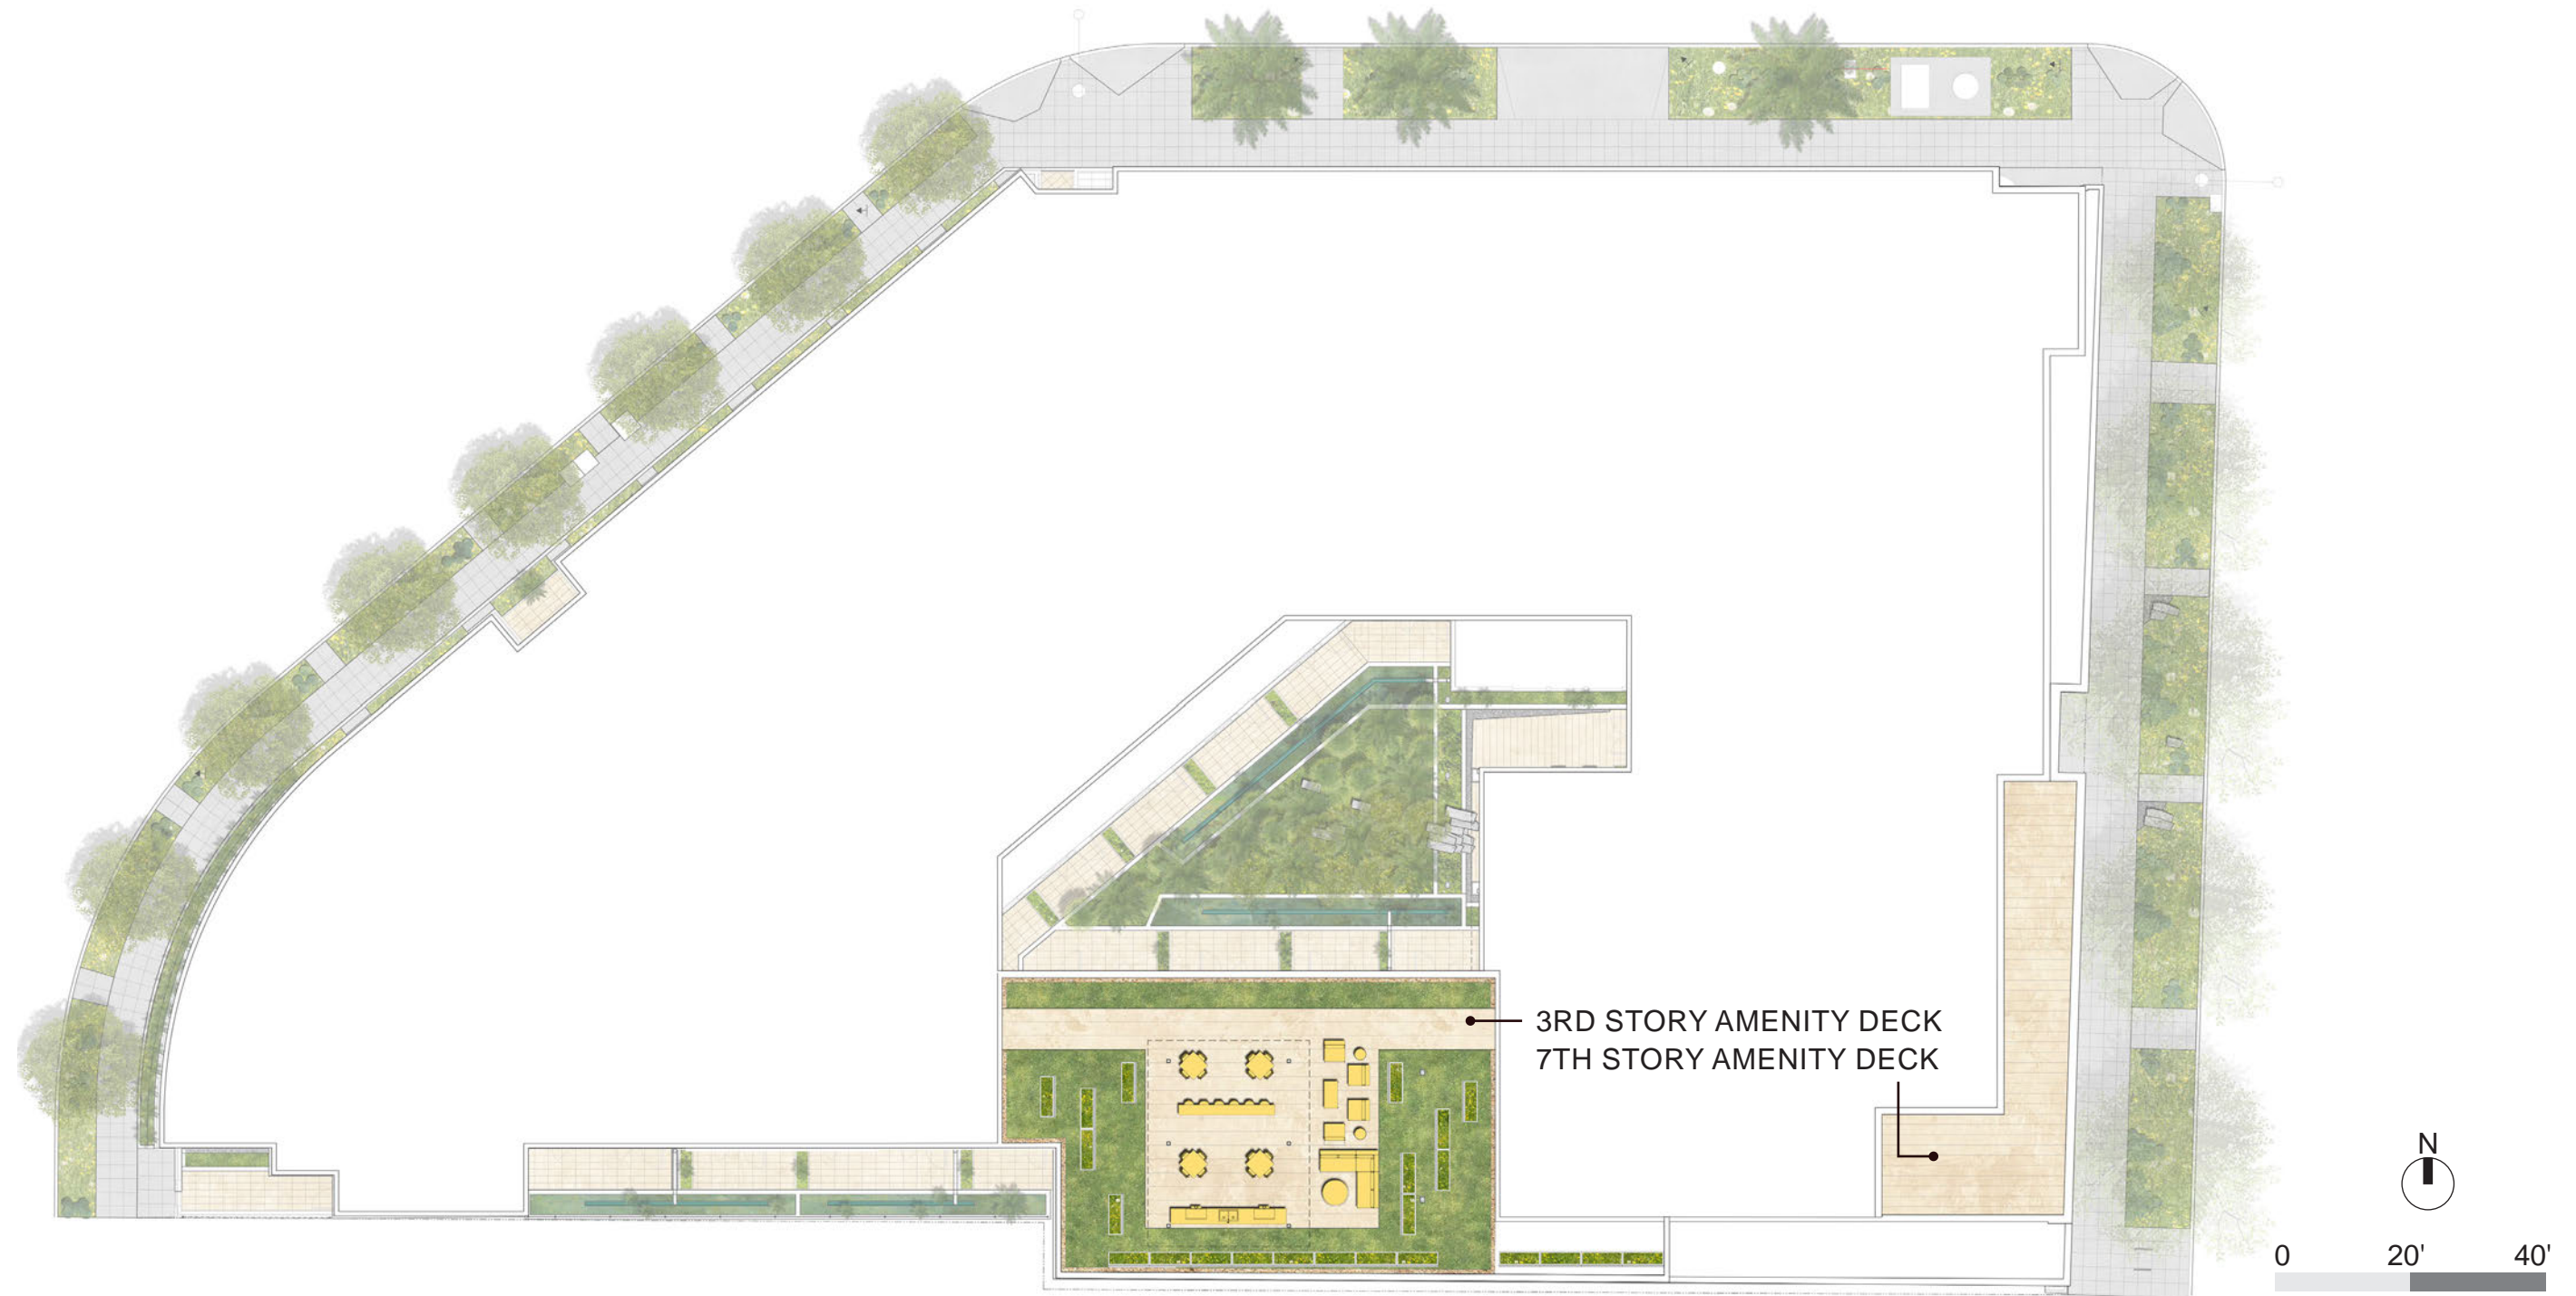 3RD STORY AMENITY DECK
7TH STORY AMENITY DECK
N
0 20' 40'